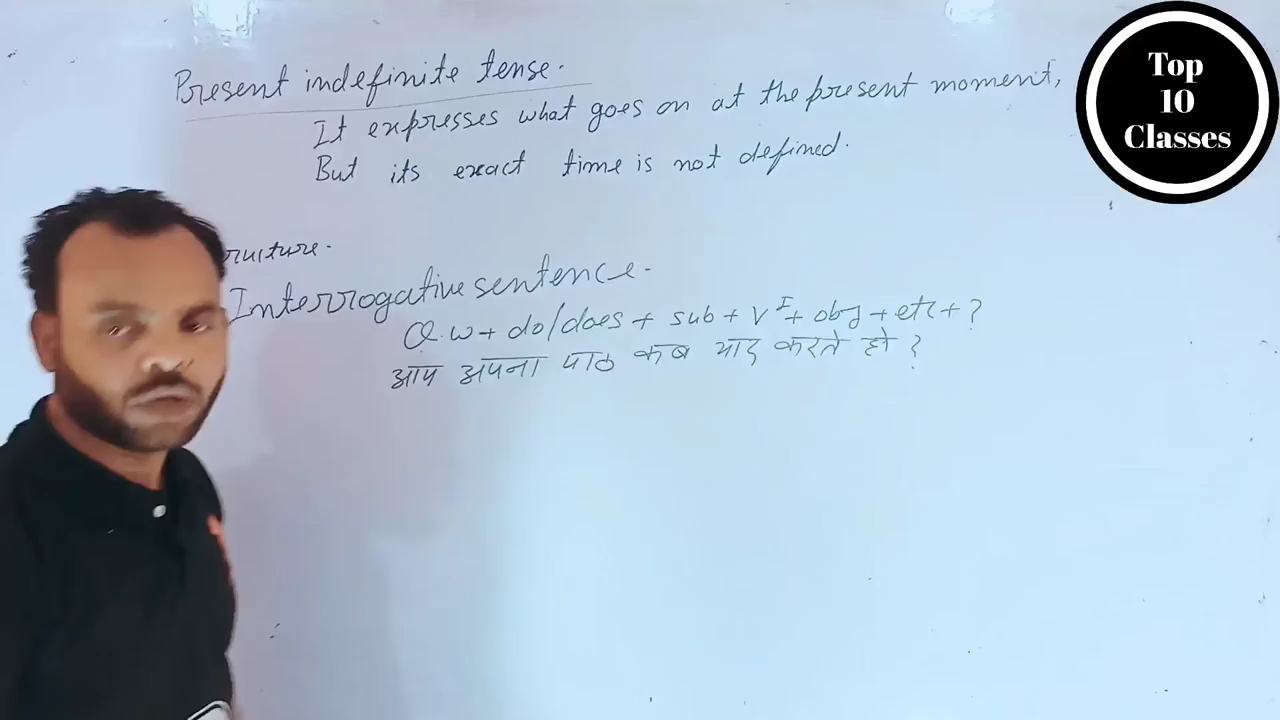 Present indefinite tense.
It expresses what goes on at the present moment,
But its exact time is not defined.
ructure.
Interrogative sentence.
Q.w + do/does + sub + V I + obj + etc + ?
आप अपना पाठ कब याद करते हो ?
Top
10
Classes